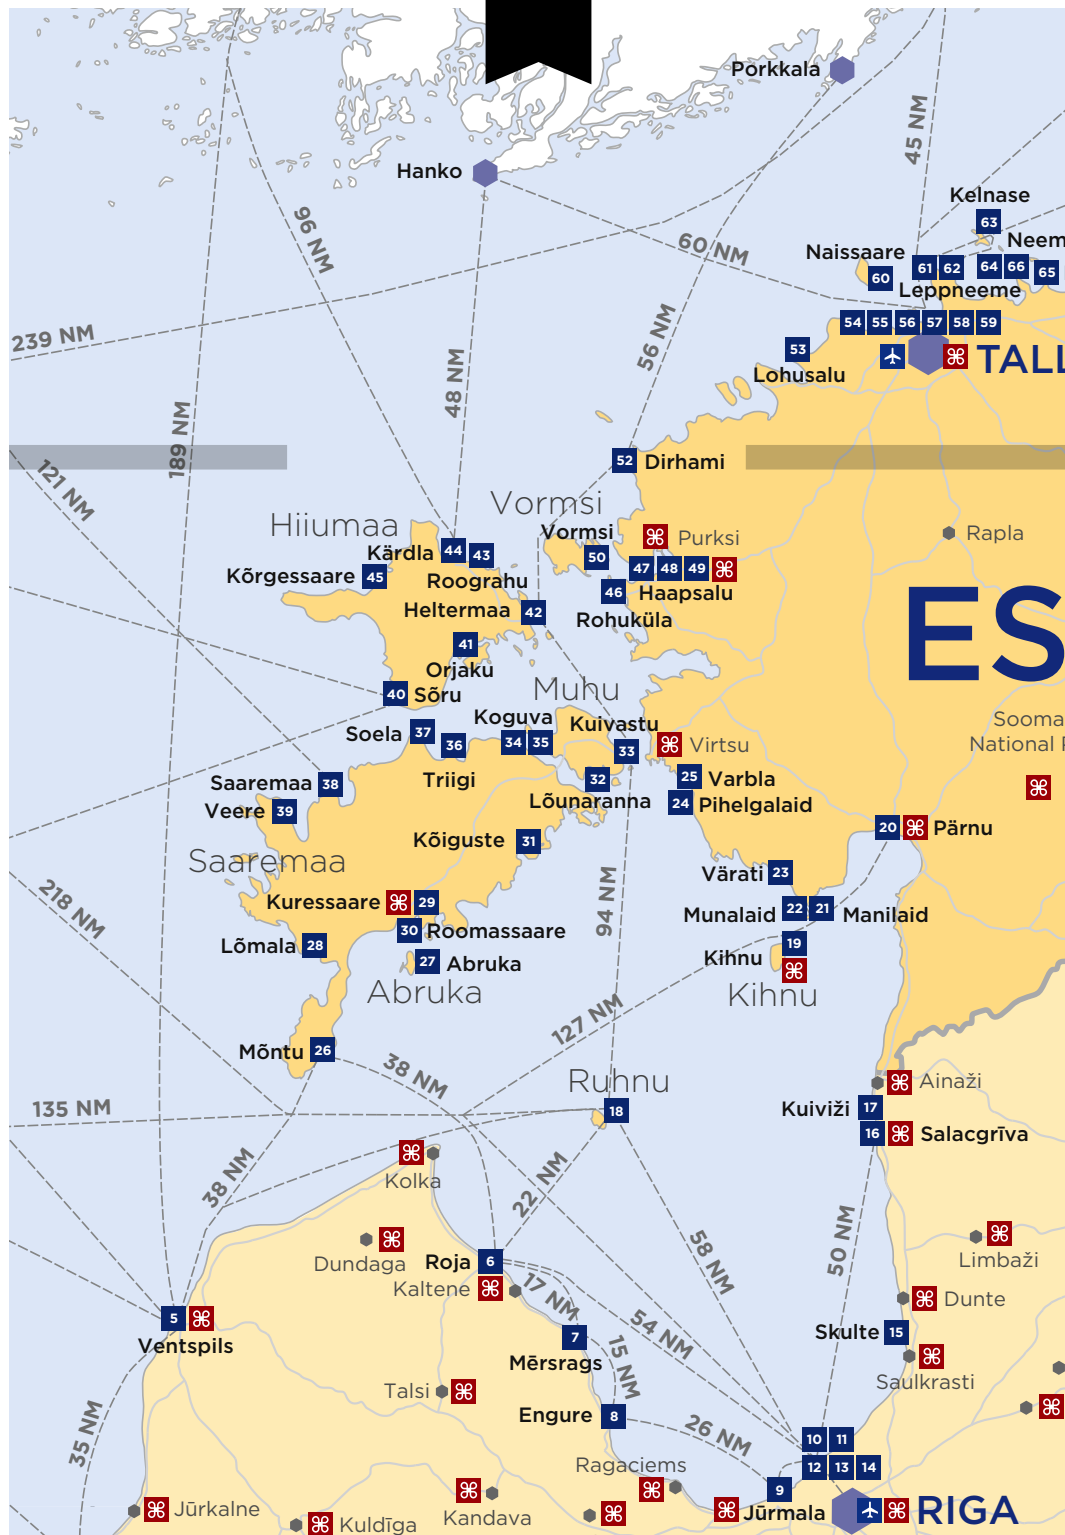 Porkkala
45 NM
Hanko
Kelnase
63
96 NM
60 NM
Naissaare
Neem
61
62
64
66
65
60
Leppneeme
54
55
56
57
58
59
239 NM
56 NM
53
TALL
48 NM
Lohusalu
189 NM
52
Dirhami
121 NM
Vormsi
Hiiumaa
Vormsi
Purksi
Rapla
Kärdla
44
43
50
Kõrgessaare
45
Roograhu
47
48
49
46
Haapsalu
Heltermaa
42
Rohuküla
ES
41
Orjaku
Muhu
40
Sõru
Koguva
Kuivastu
Sooma
Soela
37
36
34
35
33
Virtsu
National P
Triigi
32
25
Varbla
Saaremaa
38
Lõunaranna
24
Pihelgalaid
Veere
39
Kõiguste
31
20
Pärnu
Saaremaa
Värati
23
218 NM
Kuressaare
29
94 NM
Munalaid
22
21
Manilaid
30
Roomassaare
Lõmala
28
19
27
Abruka
Kihnu
Abruka
Kihnu
127 NM
Mõntu
26
38 NM
Ruhnu
Ainaži
135 NM
18
Kuiviži
17
16
Salacgrīva
Kolka
38 NM
22 NM
50 NM
Dundaga
Roja
6
58 NM
Limbaži
Kaltene
17 NM
Dunte
5
54 NM
Ventspils
7
Skulte
15
Mērsrags
15 NM
Saulkrasti
Talsi
35 NM
Engure
8
26 NM
10
11
Ragaciems
12
13
14
9
Jūrkalne
Kandava
Jūrmala
RIGA
Kuldīga